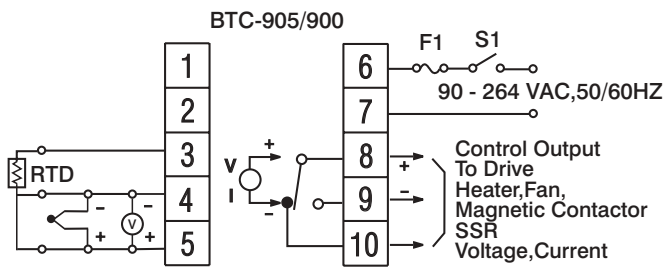 BTC-905/900
F1 S1
1 6
90 - 264 VAC,50/60HZ
2 7
3 V + 8 + Control Output
To Drive
RTD
I
4 - 9 - Heater,Fan,
Magnetic Contactor
- V -
+ +
SSR
5 10 Voltage,Current